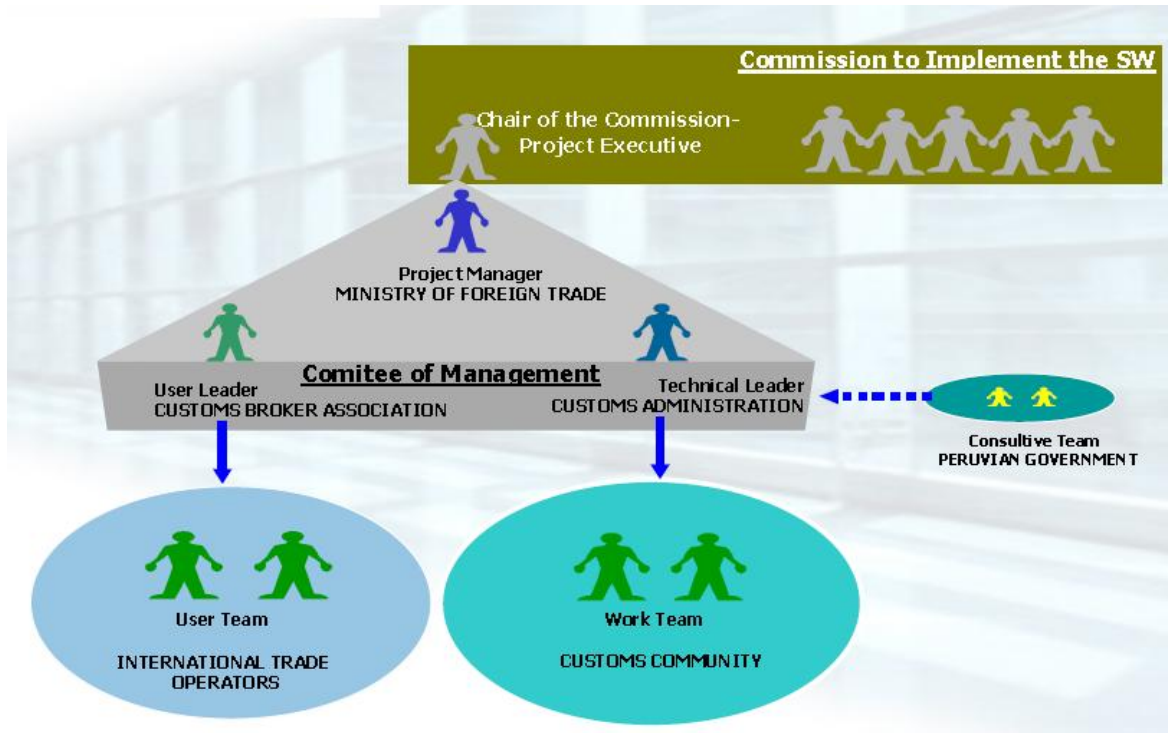 Commission to Implement the SW
Chair of the Commission-
Project Executive
Project Manager
MINISTRY OF FOREIGN TRADE
Comitee of Management
User Leader
CUSTOMS BROKER ASSOCIATION
Technical Leader
CUSTOMS ADMINISTRATION
Consultive Team
PERUVIAN GOVERNMENT
User Team
INTERNATIONAL TRADE
OPERATORS
Work Team
CUSTOMS COMMUNITY